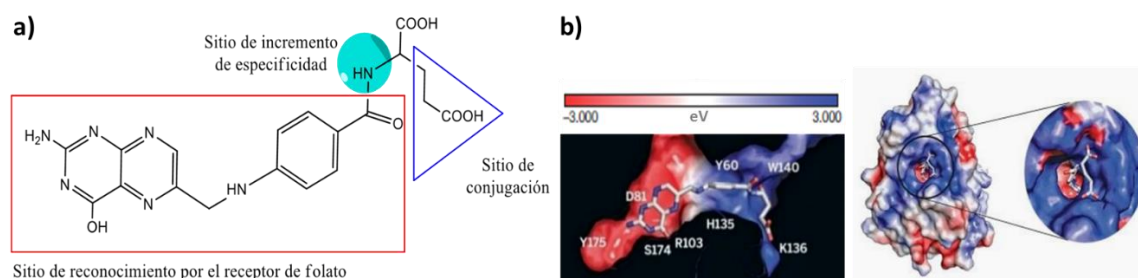 a)
Sitio de incremento
de especificidad
COOH
HN
COOH
O
H₂N
N
N
N
N
NH
OH
Sitio de
conjugación
Sitio de reconocimiento por el receptor de folato
b)
-3.000
eV
3.000
Y60
W140
D81
H135
Y175
S174
R103
K136